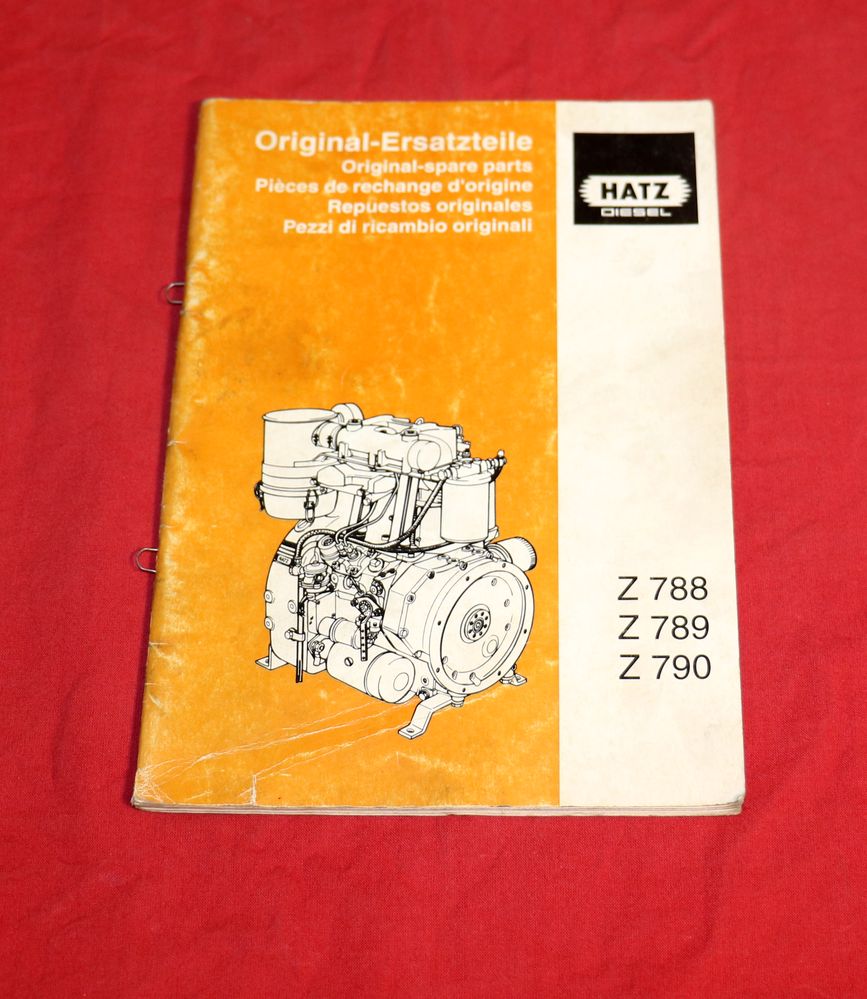 Original-Ersatzteile
Original-spare parts
Pièces de rechange d'origine
Repuestos originales
Pezzi di ricambio originali
HATZ
DIESEL
Z 788
Z 789
Z 790